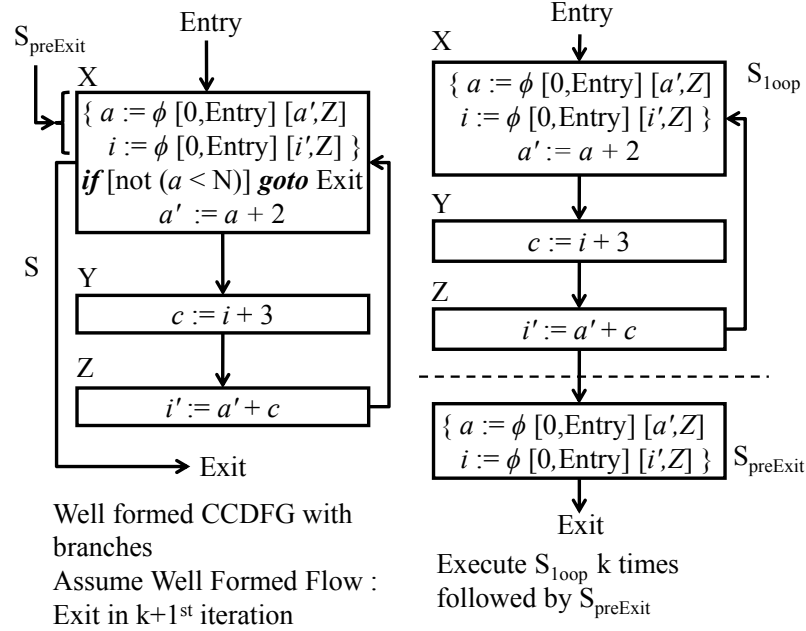 Entry
S_preExit
X
{ a := ϕ [0,Entry] [a′,Z]
i := ϕ [0,Entry] [i′,Z] }
if [not (a < N)] goto Exit
a′ := a + 2
S
Y
c := i + 3
Z
i′ := a′ + c
Exit
Well formed CCDFG with
branches
Assume Well Formed Flow :
Exit in k+1st iteration
Entry
X
S_loop
{ a := ϕ [0,Entry] [a′,Z]
i := ϕ [0,Entry] [i′,Z] }
a′ := a + 2
Y
c := i + 3
Z
i′ := a′ + c
{ a := ϕ [0,Entry] [a′,Z]
i := ϕ [0,Entry] [i′,Z] }
S_preExit
Exit
Execute S_loop k times
followed by S_preExit